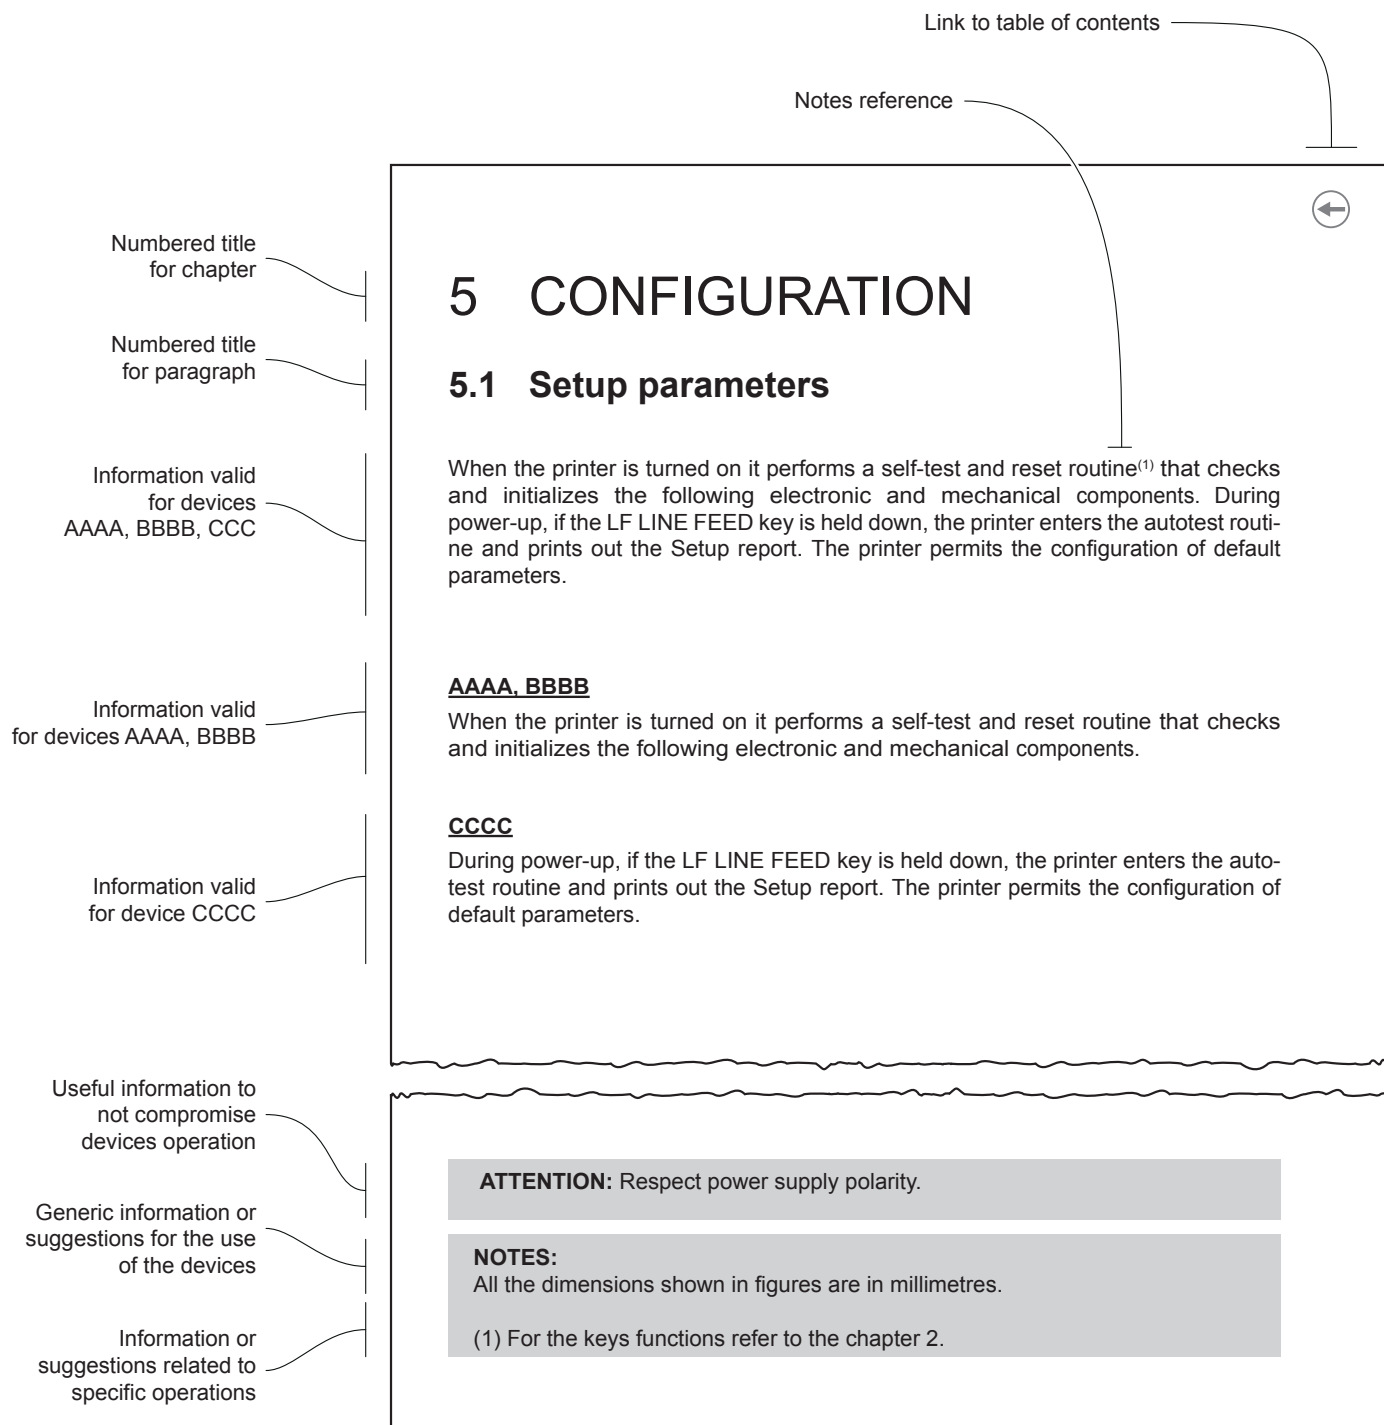 Link to table of contents
Notes reference
Numbered title
for chapter
5 CONFIGURATION
Numbered title
for paragraph
5.1 Setup parameters
Information valid
for devices
AAAA, BBBB, CCC
When the printer is turned on it performs a self-test and reset routine(1) that checks
and initializes the following electronic and mechanical components. During
power-up, if the LF LINE FEED key is held down, the printer enters the autotest routi-
ne and prints out the Setup report. The printer permits the configuration of default
parameters.
Information valid
for devices AAAA, BBBB
AAAA, BBBB
When the printer is turned on it performs a self-test and reset routine that checks
and initializes the following electronic and mechanical components.
Information valid
for device CCCC
CCCC
During power-up, if the LF LINE FEED key is held down, the printer enters the auto-
test routine and prints out the Setup report. The printer permits the configuration of
default parameters.
Useful information to
not compromise
devices operation
ATTENTION: Respect power supply polarity.
Generic information or
suggestions for the use
of the devices
NOTES:
All the dimensions shown in figures are in millimetres.
Information or
suggestions related to
specific operations
(1) For the keys functions refer to the chapter 2.